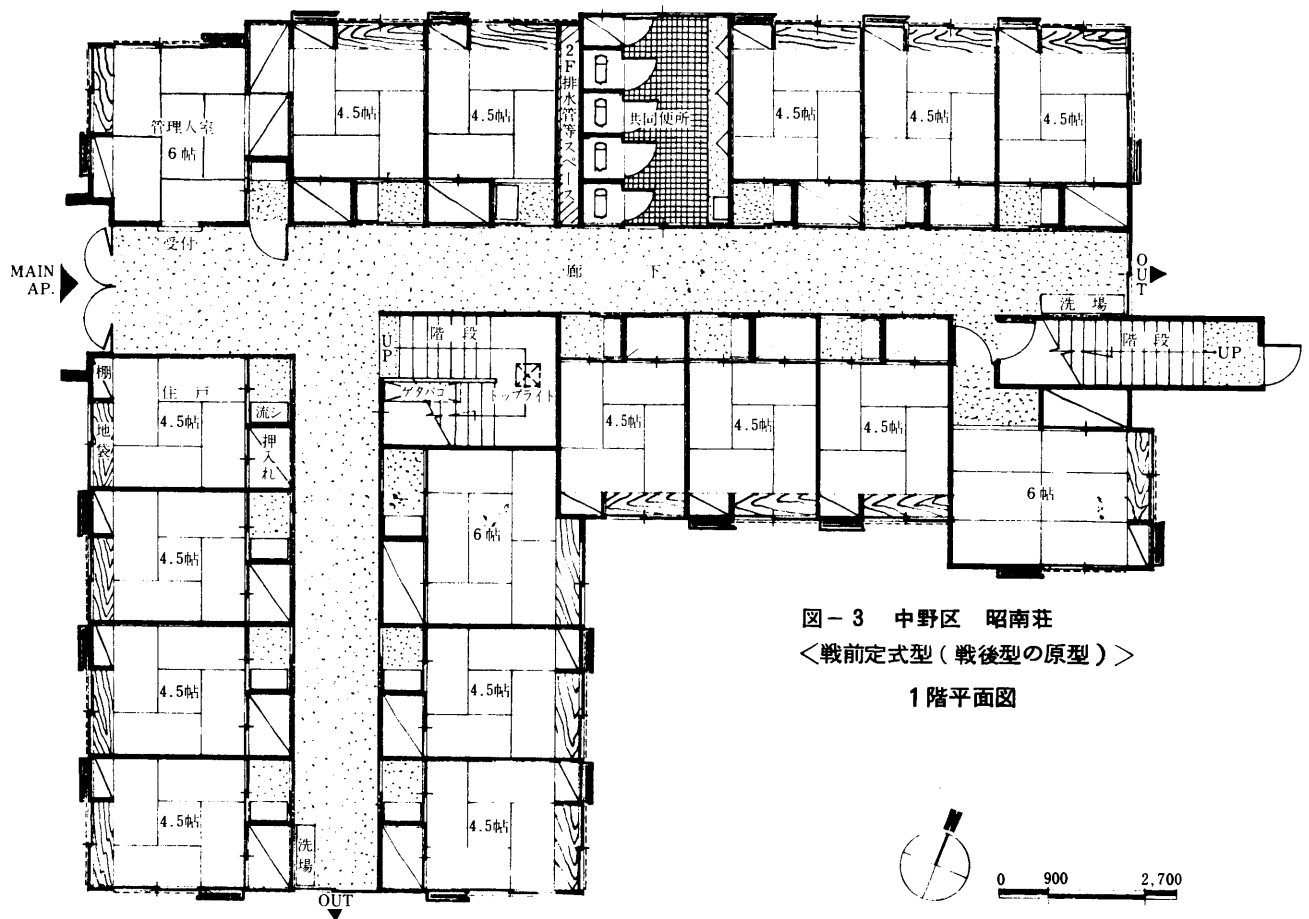 管理人室
6帖
4.5帖
4.5帖
2F排水管等スペース
共同便所
4.5帖
4.5帖
4.5帖
受付
MAIN
AP.
廊下
OUT
洗場
階段
UP
階段
UP
ゲタバコ
トップライト
棚
地袋
住戸
4.5帖
流シ
押入れ
4.5帖
4.5帖
4.5帖
6帖
4.5帖
6帖
4.5帖
4.5帖
4.5帖
4.5帖
洗場
OUT
図-3 中野区 昭南荘
<戦前定式型(戦後型の原型)>
1階平面図
0 900 2,700